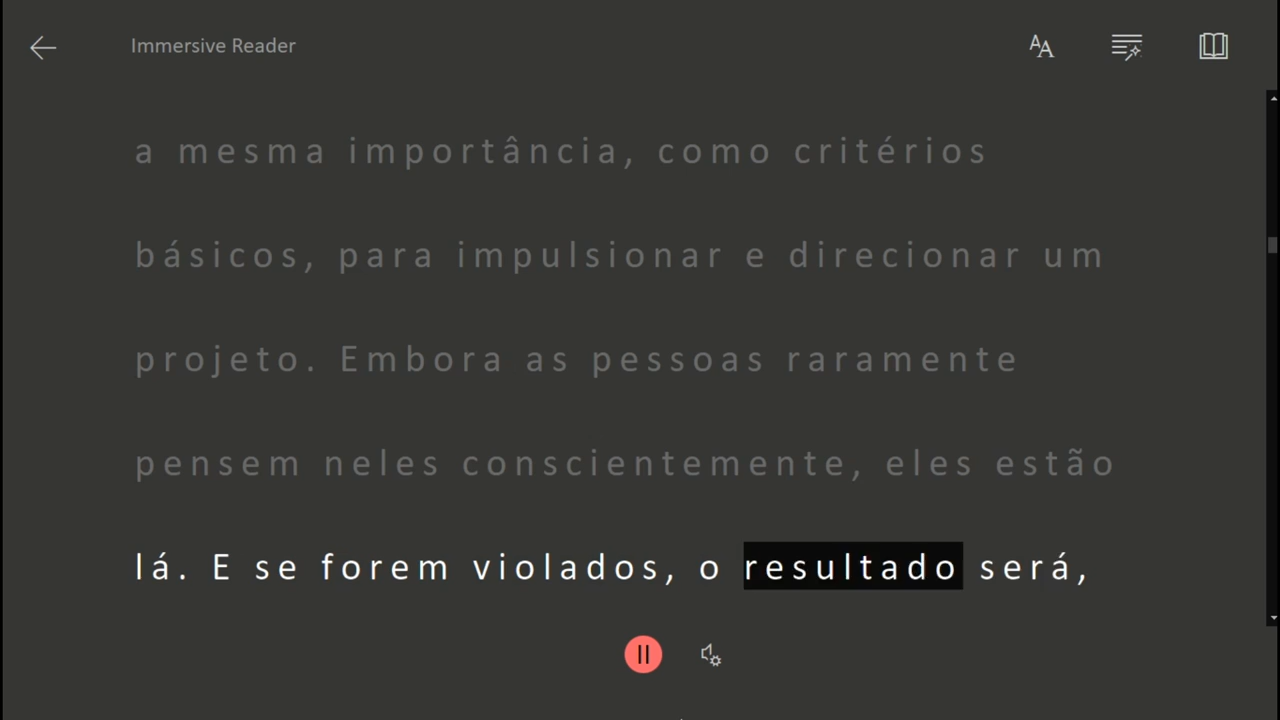 Immersive Reader
a mesma importância, como critérios
básicos, para impulsionar e direcionar um
projeto. Embora as pessoas raramente
pensem neles conscientemente, eles estão
lá. E se forem violados, o resultado será,